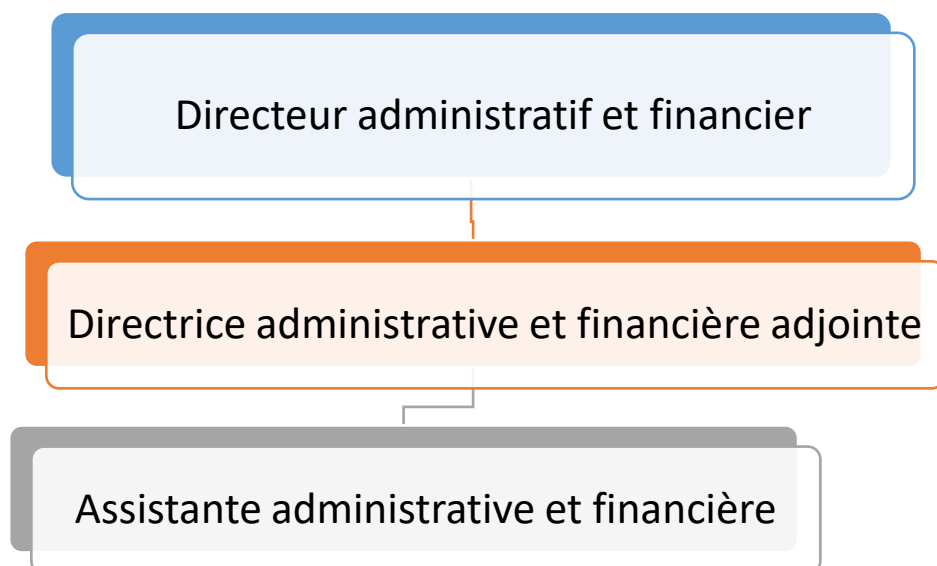 Directeur administratif et financier
Directrice administrative et financière adjointe
Assistante administrative et financière